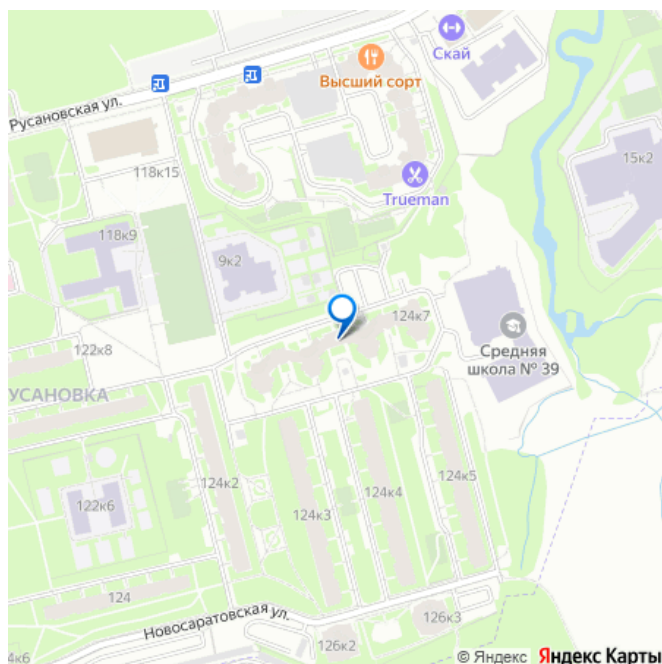 Скай
Высший сорт
Русановская ул.
15к2
118к15
Trueman
118к9
9к2
124к7
122к8
Средняя
школа № 39
УСАНОВКА
124к2
124к5
122к6
124к4
124к3
124
Новосаратовская ул.
126к3
126к2
24к6
© Яндекс Яндекс Карты